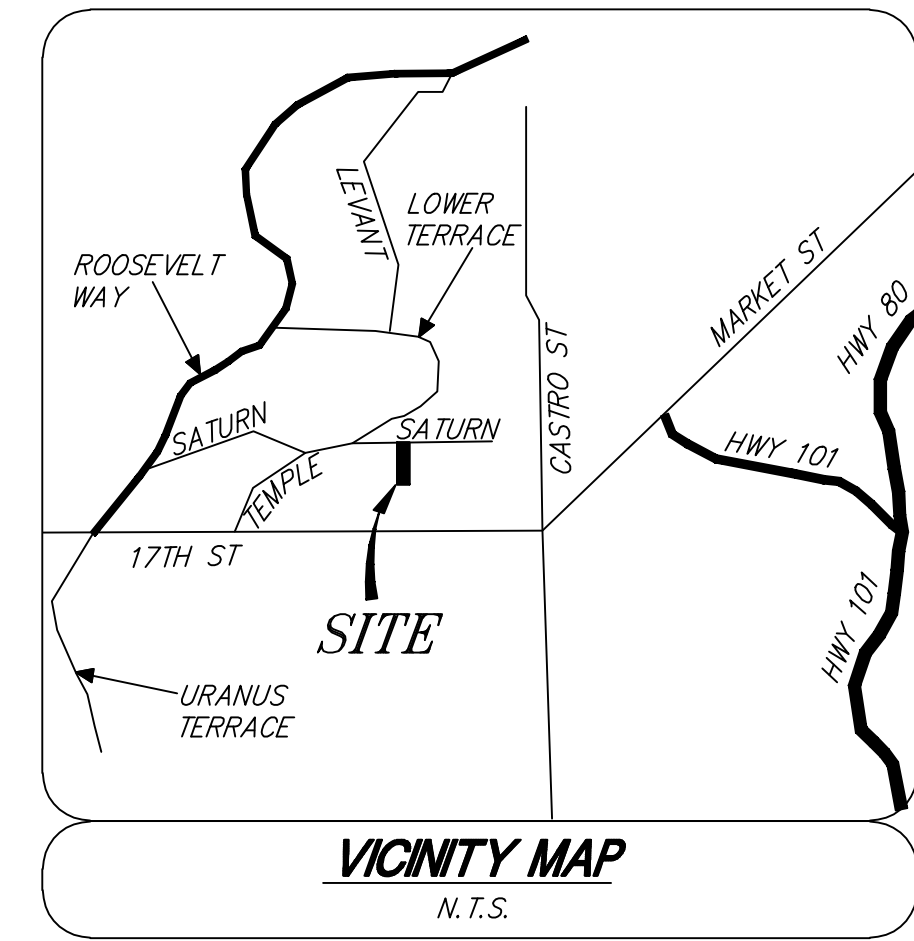 LEVANT
LOWER
TERRACE
ROOSEVELT
WAY
MARKET ST
HWY 80
CASTRO ST
SATURN
SATURN
HWY 101
TEMPLE
17TH ST
HWY 101
SITE
URANUS
TERRACE
VICINITY MAP
N.T.S.